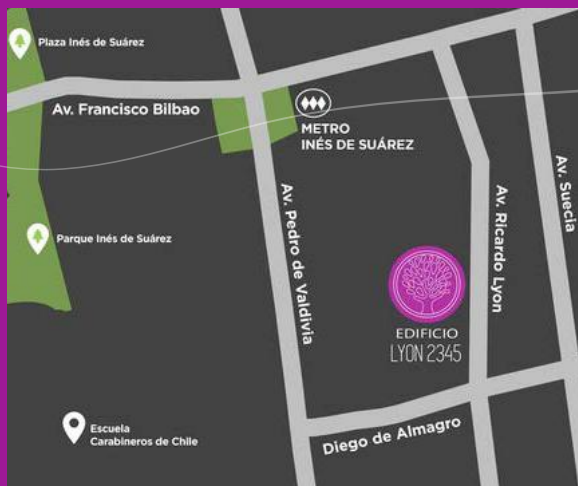 Plaza Inés de Suárez
Av. Francisco Bilbao
METRO
INÉS DE SUÁREZ
Av. Pedro de Valdivia
Av. Ricardo Lyon
Av. Suecia
Parque Inés de Suárez
EDIFICIO
LYON 2345
Escuela
Carabineros de Chile
Diego de Almagro